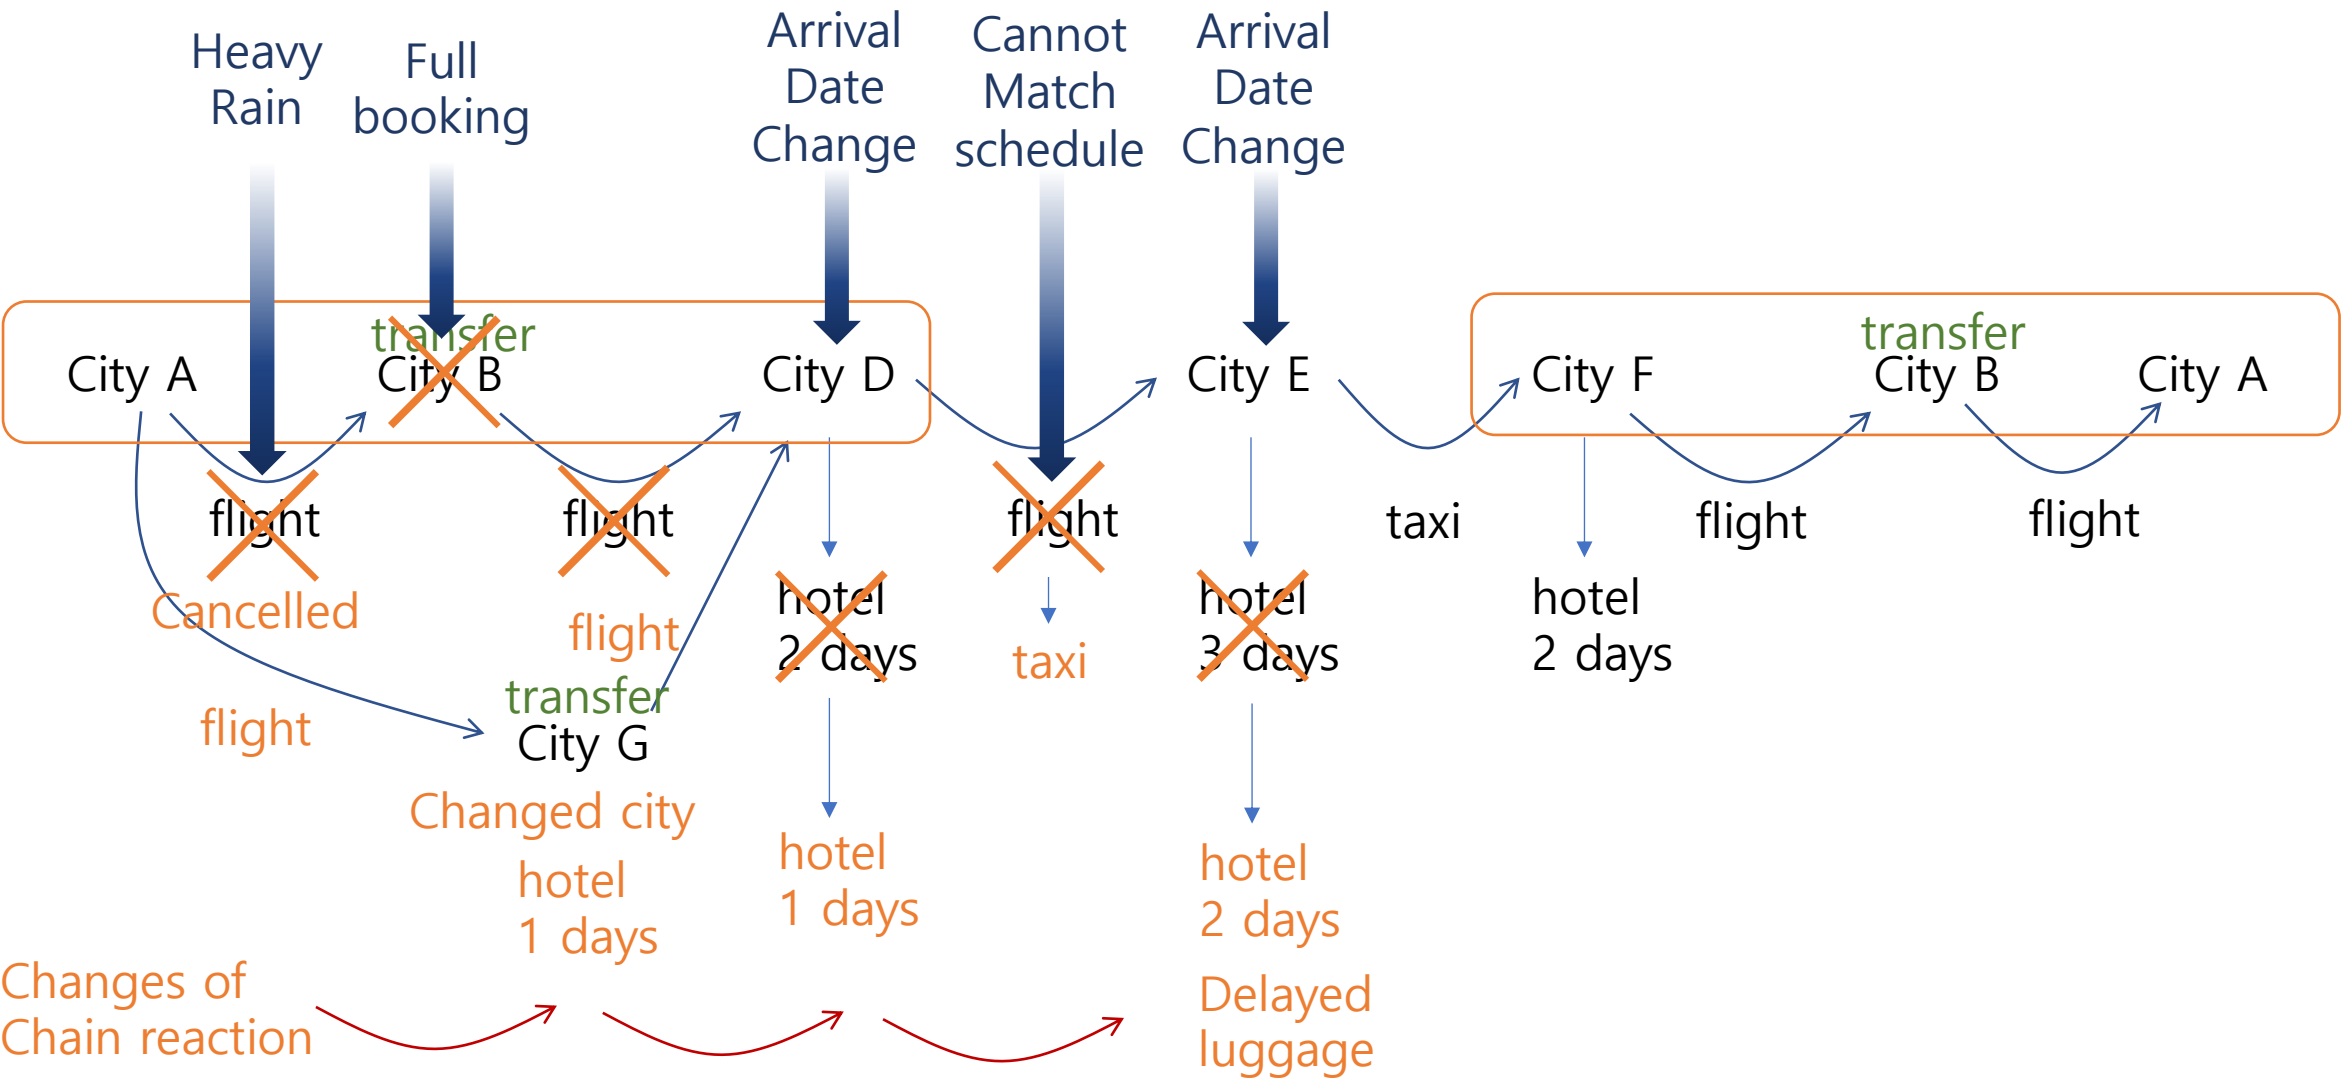 Heavy
Rain
Full
booking
Arrival
Date
Change
Cannot
Match
schedule
Arrival
Date
Change
transfer
transfer
City A
City B
City D
City E
City F
City B
City A
flight
flight
flight
taxi
flight
flight
Cancelled
flight
hotel
2 days
taxi
hotel
3 days
hotel
2 days
flight
transfer
City G
Changed city
hotel
1 days
hotel
1 days
hotel
2 days
Delayed
luggage
Changes of
Chain reaction